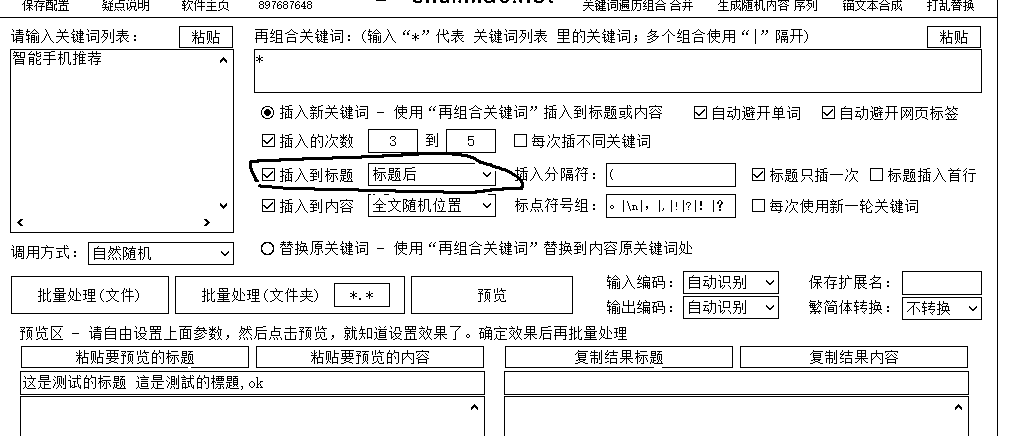 保存配置 疑点说明 软件主页 897687648 关键词遍历组合 合并 生成随机内容 序列 锚文本合成 打乱替换
请输入关键词列表: 粘贴 再组合关键词:(输入“*”代表 关键词列表 里的关键词; 多个组合使用“|”隔开) 粘贴
智能手机推荐 *
插入新关键词 - 使用“再组合关键词”插入到标题或内容 自动避开单词 自动避开网页标签
插入的次数 3 到 5 每次插不同关键词
插入到标题 标题后 插入分隔符: ( 标题只插一次 标题插入首行
插入到内容 全文随机位置 标点符号组: 。|\n|，|,|!|?|！|？ 每次使用新一轮关键词
调用方式: 自然随机 替换原关键词 - 使用“再组合关键词”替换到内容原关键词处
批量处理(文件) 批量处理(文件夹) *.* 预览 输入编码: 自动识别 保存扩展名:
输出编码: 自动识别 繁简体转换: 不转换
预览区 - 请自由设置上面参数, 然后点击预览, 就知道设置效果了。确定效果后再批量处理
粘贴要预览的标题 粘贴要预览的内容 复制结果标题 复制结果内容
这是测试的标题 這是測試的標題,ok